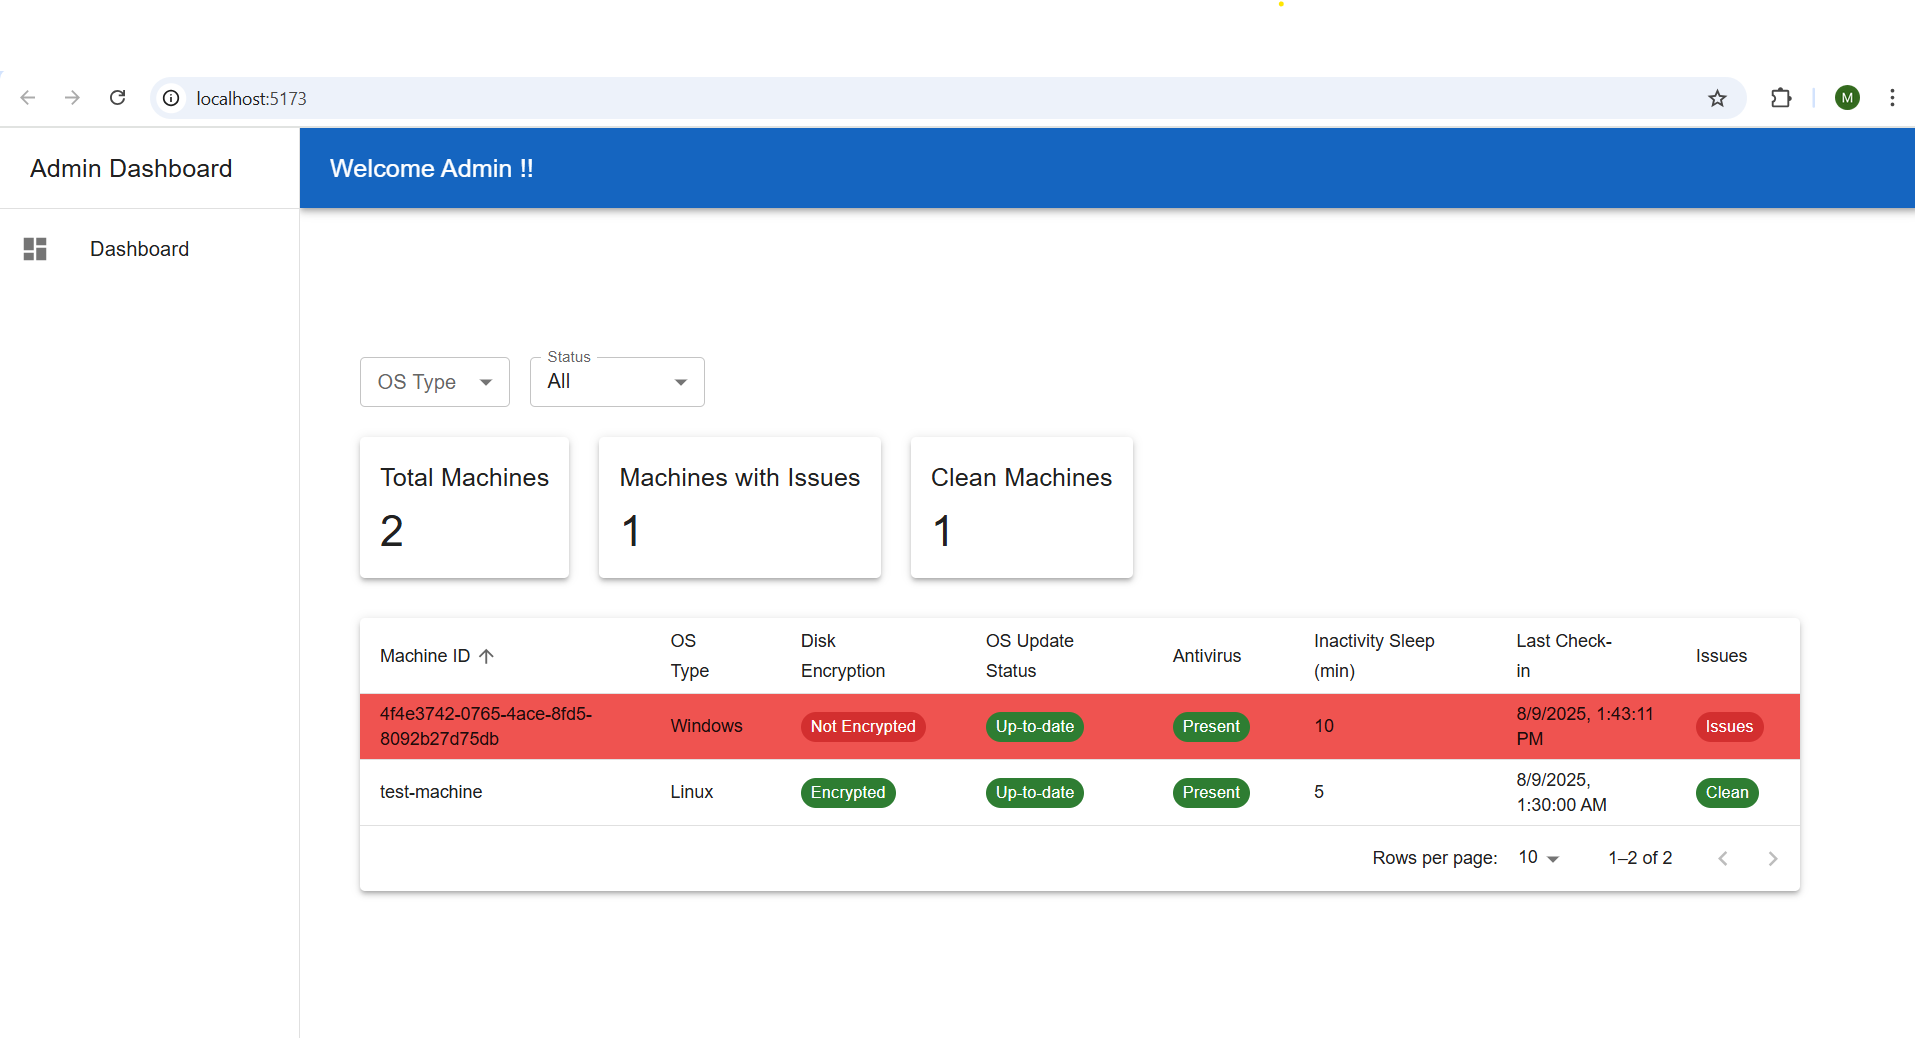 localhost:5173
M
Admin Dashboard
Welcome Admin !!
Dashboard
OS Type
Status
All
Total Machines
2
Machines with Issues
1
Clean Machines
1
Machine ID
OS
Type
Disk
Encryption
OS Update
Status
Antivirus
Inactivity Sleep
(min)
Last Check-
in
Issues
4f4e3742-0765-4ace-8fd5-
8092b27d75db
Windows
Not Encrypted
Up-to-date
Present
10
8/9/2025, 1:43:11
PM
Issues
test-machine
Linux
Encrypted
Up-to-date
Present
5
8/9/2025,
1:30:00 AM
Clean
Rows per page: 10 1–2 of 2